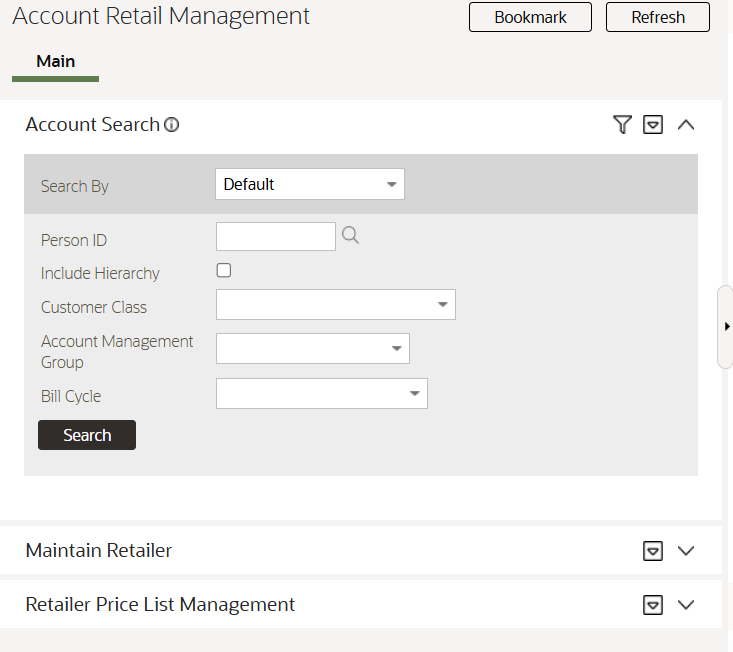 Account Retail Management
Bookmark
Refresh
Main
Account Search
Search By
Default
Person ID
Include Hierarchy
Customer Class
Account Management
Group
Bill Cycle
Search
Maintain Retailer
Retailer Price List Management